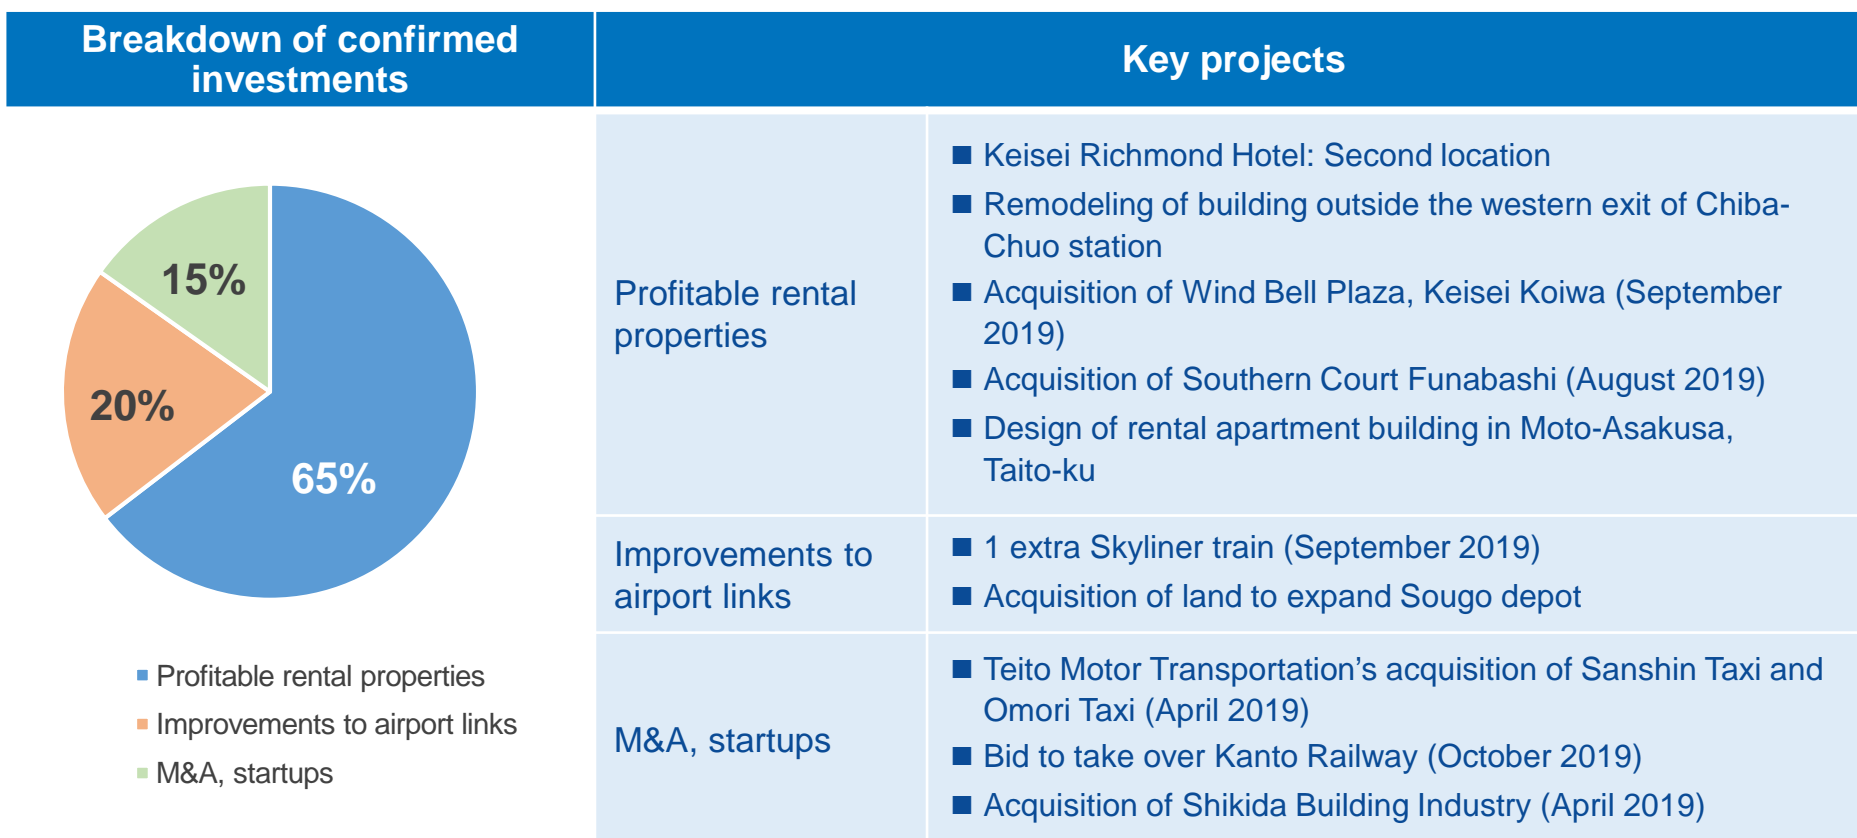 Breakdown of confirmed
investments
Key projects
15%
20%
65%
■ Profitable rental properties
■ Improvements to airport links
■ M&A, startups
Profitable rental
properties
■ Keisei Richmond Hotel: Second location
■ Remodeling of building outside the western exit of Chiba-
Chuo station
■ Acquisition of Wind Bell Plaza, Keisei Koiwa (September
2019)
■ Acquisition of Southern Court Funabashi (August 2019)
■ Design of rental apartment building in Moto-Asakusa,
Taito-ku
Improvements to
airport links
■ 1 extra Skyliner train (September 2019)
■ Acquisition of land to expand Sougo depot
M&A, startups
■ Teito Motor Transportation’s acquisition of Sanshin Taxi and
Omori Taxi (April 2019)
■ Bid to take over Kanto Railway (October 2019)
■ Acquisition of Shikida Building Industry (April 2019)